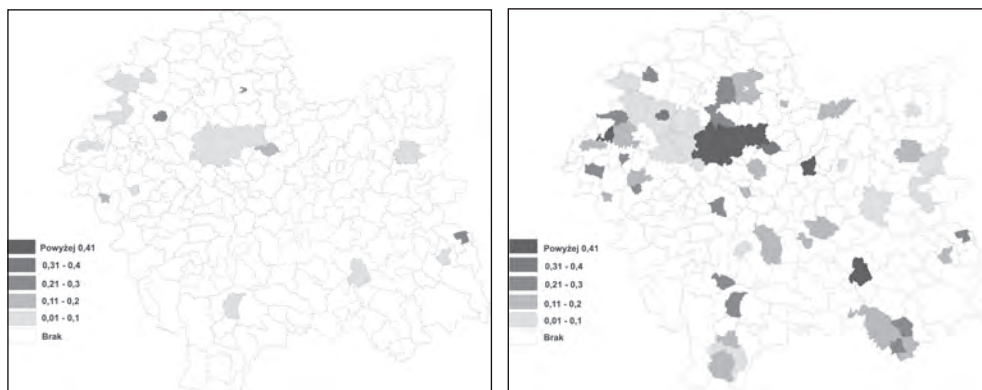 Powyżej 0,41
0,31 - 0,4
0,21 - 0,3
0,11 - 0,2
0,01 - 0,1
Brak
Powyżej 0,41
0,31 - 0,4
0,21 - 0,3
0,11 - 0,2
0,01 - 0,1
Brak